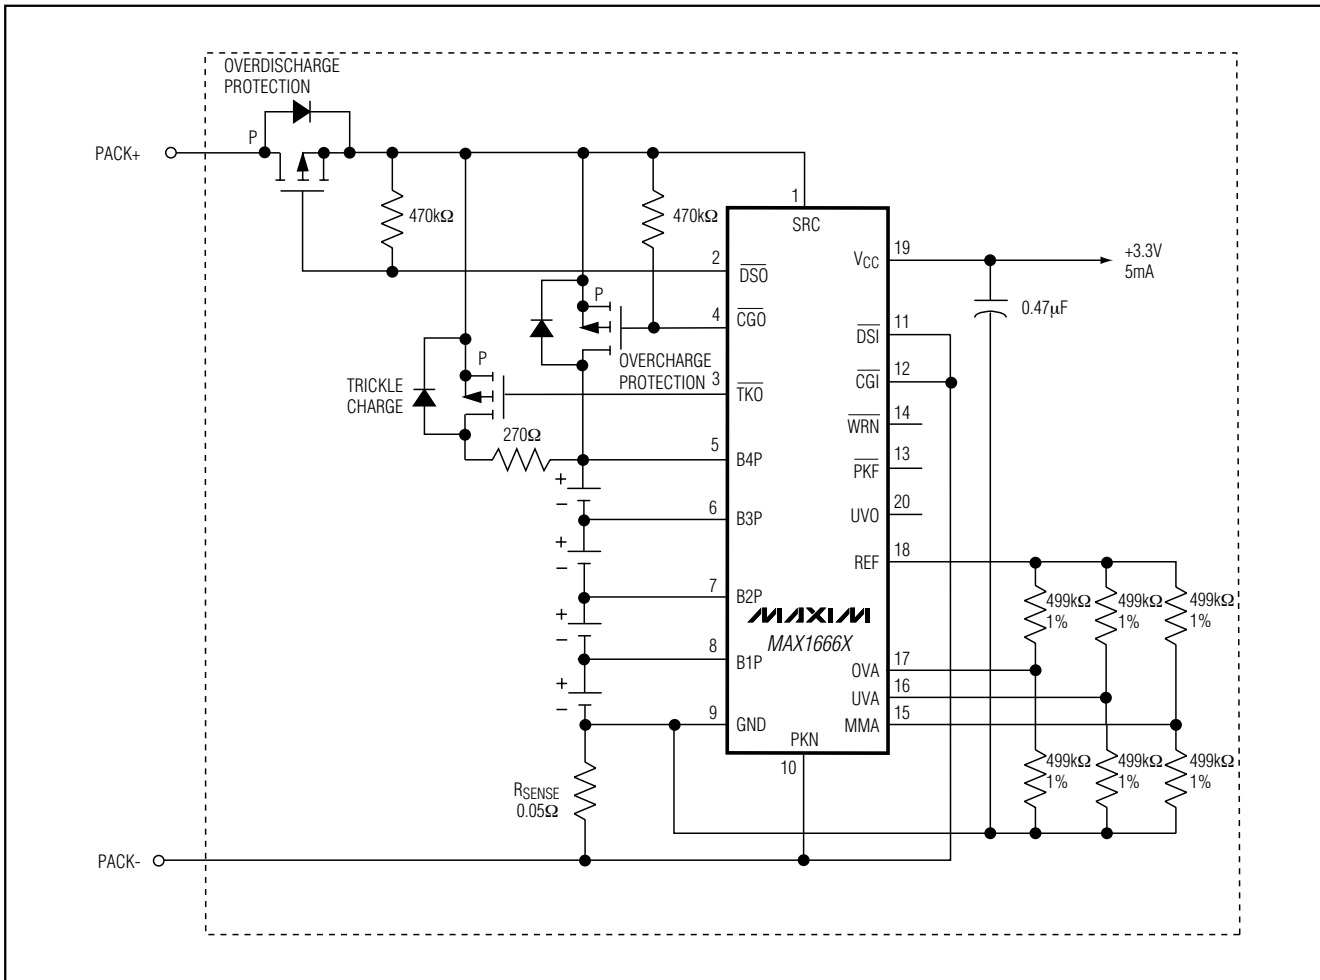 OVERDISCHARGE
PROTECTION
P
PACK+
470kΩ
470kΩ
1
SRC
2
DSO
P
4
CGO
OVERCHARGE
PROTECTION
3
TKO
P
TRICKLE
CHARGE
270Ω
5
B4P
+
–
6
B3P
+
–
7
B2P
+
–
8
B1P
+
–
9
GND
RSENSE
0.05Ω
PKN
10
PACK-
MAXIM
MAX1666X
VCC
19
+3.3V
5mA
0.47µF
DSI
11
CGI
12
WRN
14
PKF
13
UVO
20
REF
18
499kΩ
1%
499kΩ
1%
499kΩ
1%
OVA
17
UVA
16
MMA
15
499kΩ
1%
499kΩ
1%
499kΩ
1%